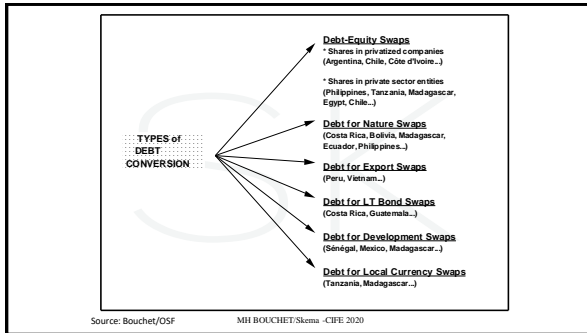 TYPES of
DEBT
CONVERSION
Debt-Equity Swaps
* Shares in privatized companies
(Argentina, Chile, Côte d'Ivoire...)
* Shares in private sector entities
(Philippines, Tanzania, Madagascar,
Egypt, Chile...)
Debt for Nature Swaps
(Costa Rica, Bolivia, Madagascar,
Ecuador, Philippines...)
Debt for Export Swaps
(Peru, Vietnam...)
Debt for LT Bond Swaps
(Costa Rica, Guatemala...)
Debt for Development Swaps
(Sénégal, Mexico, Madagascar...)
Debt for Local Currency Swaps
(Tanzania, Madagascar...)
Source: Bouchet/OSF
MH BOUCHET/Skema -CIFE 2020